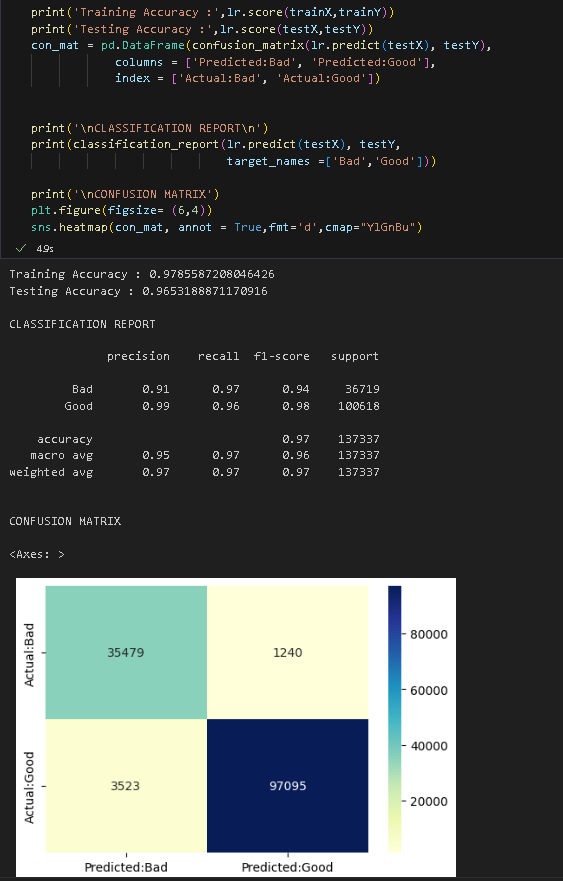 print('Training Accuracy :',lr.score(trainX,trainY))
print('Testing Accuracy :',lr.score(testX,testY))
con_mat = pd.DataFrame(confusion_matrix(lr.predict(testX), testY),
columns = ['Predicted:Bad', 'Predicted:Good'],
index = ['Actual:Bad', 'Actual:Good'])
print('\nCLASSIFICATION REPORT\n')
print(classification_report(lr.predict(testX), testY,
target_names =['Bad','Good']))
print('\nCONFUSION MATRIX')
plt.figure(figsize= (6,4))
sns.heatmap(con_mat, annot = True,fmt='d',cmap="YlGnBu")
4.9s
Training Accuracy : 0.9785587208046426
Testing Accuracy : 0.9653188871170916
CLASSIFICATION REPORT
precision recall f1-score support
Bad 0.91 0.97 0.94 36719
Good 0.99 0.96 0.98 100618
accuracy 0.97 137337
macro avg 0.95 0.97 0.96 137337
weighted avg 0.97 0.97 0.97 137337
CONFUSION MATRIX
<Axes: >
Actual:Bad
35479 1240
Actual:Good
3523 97095
Predicted:Bad Predicted:Good
80000
60000
40000
20000